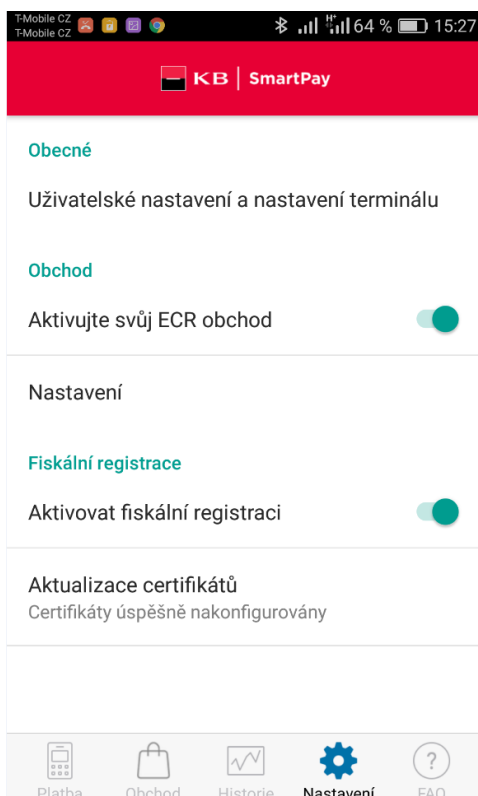 T-Mobile CZ
T-Mobile CZ
H+ 64 % 15:27
KB | SmartPay
Obecné
Uživatelské nastavení a nastavení terminálu
Obchod
Aktivujte svůj ECR obchod
Nastavení
Fiskální registrace
Aktivovat fiskální registraci
Aktualizace certifikátů
Certifikáty úspěšně nakonfigurovány
Platba Obchod Historie Nastavení FAQ